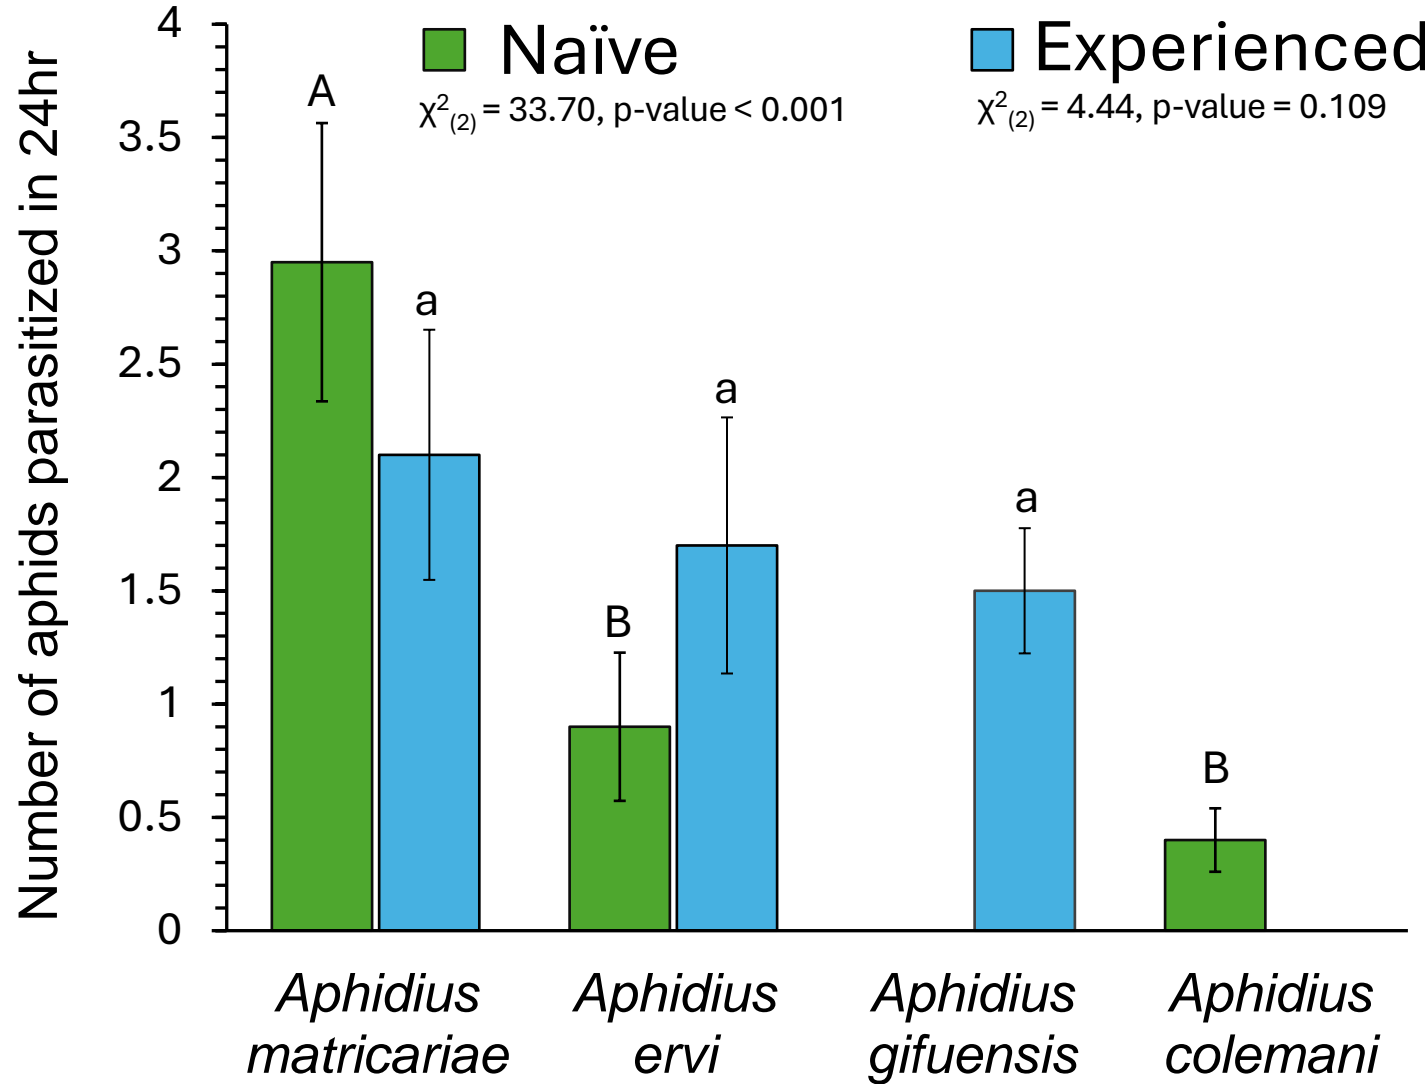 Number of aphids parasitized in 24hr
4
3.5
3
2.5
2
1.5
1
0.5
0
Naïve
χ²₍₂₎ = 33.70, p-value < 0.001
Experienced
χ²₍₂₎ = 4.44, p-value = 0.109
A
a
B
a
a
B
Aphidius
matricariae
Aphidius
ervi
Aphidius
gifuensis
Aphidius
colemani